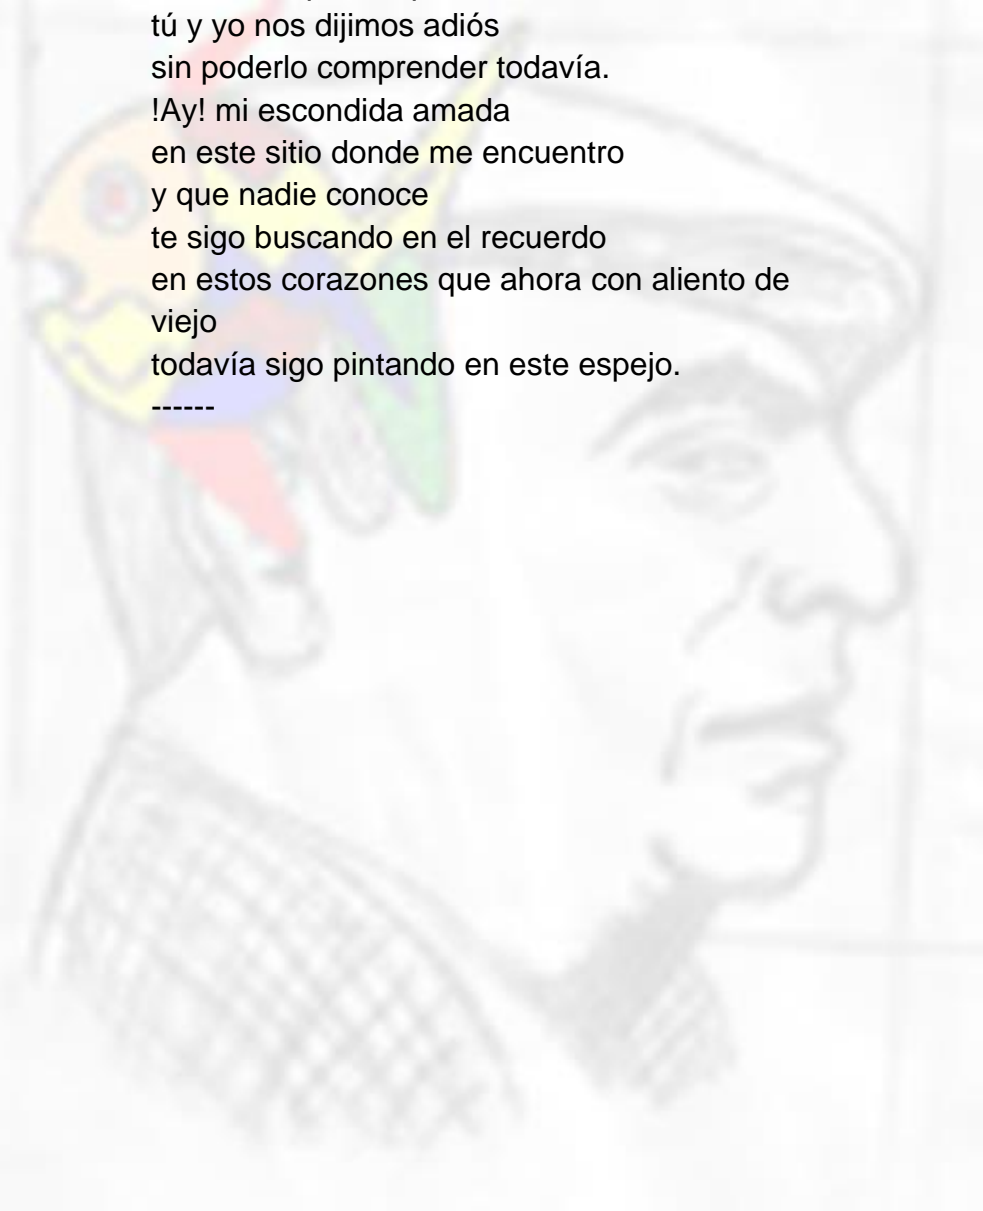 tú y yo nos dijimos adiós
sin poderlo comprender todavía.
!Ay! mi escondida amada
en este sitio donde me encuentro
y que nadie conoce
te sigo buscando en el recuerdo
en estos corazones que ahora con aliento de
viejo
todavía sigo pintando en este espejo.
------